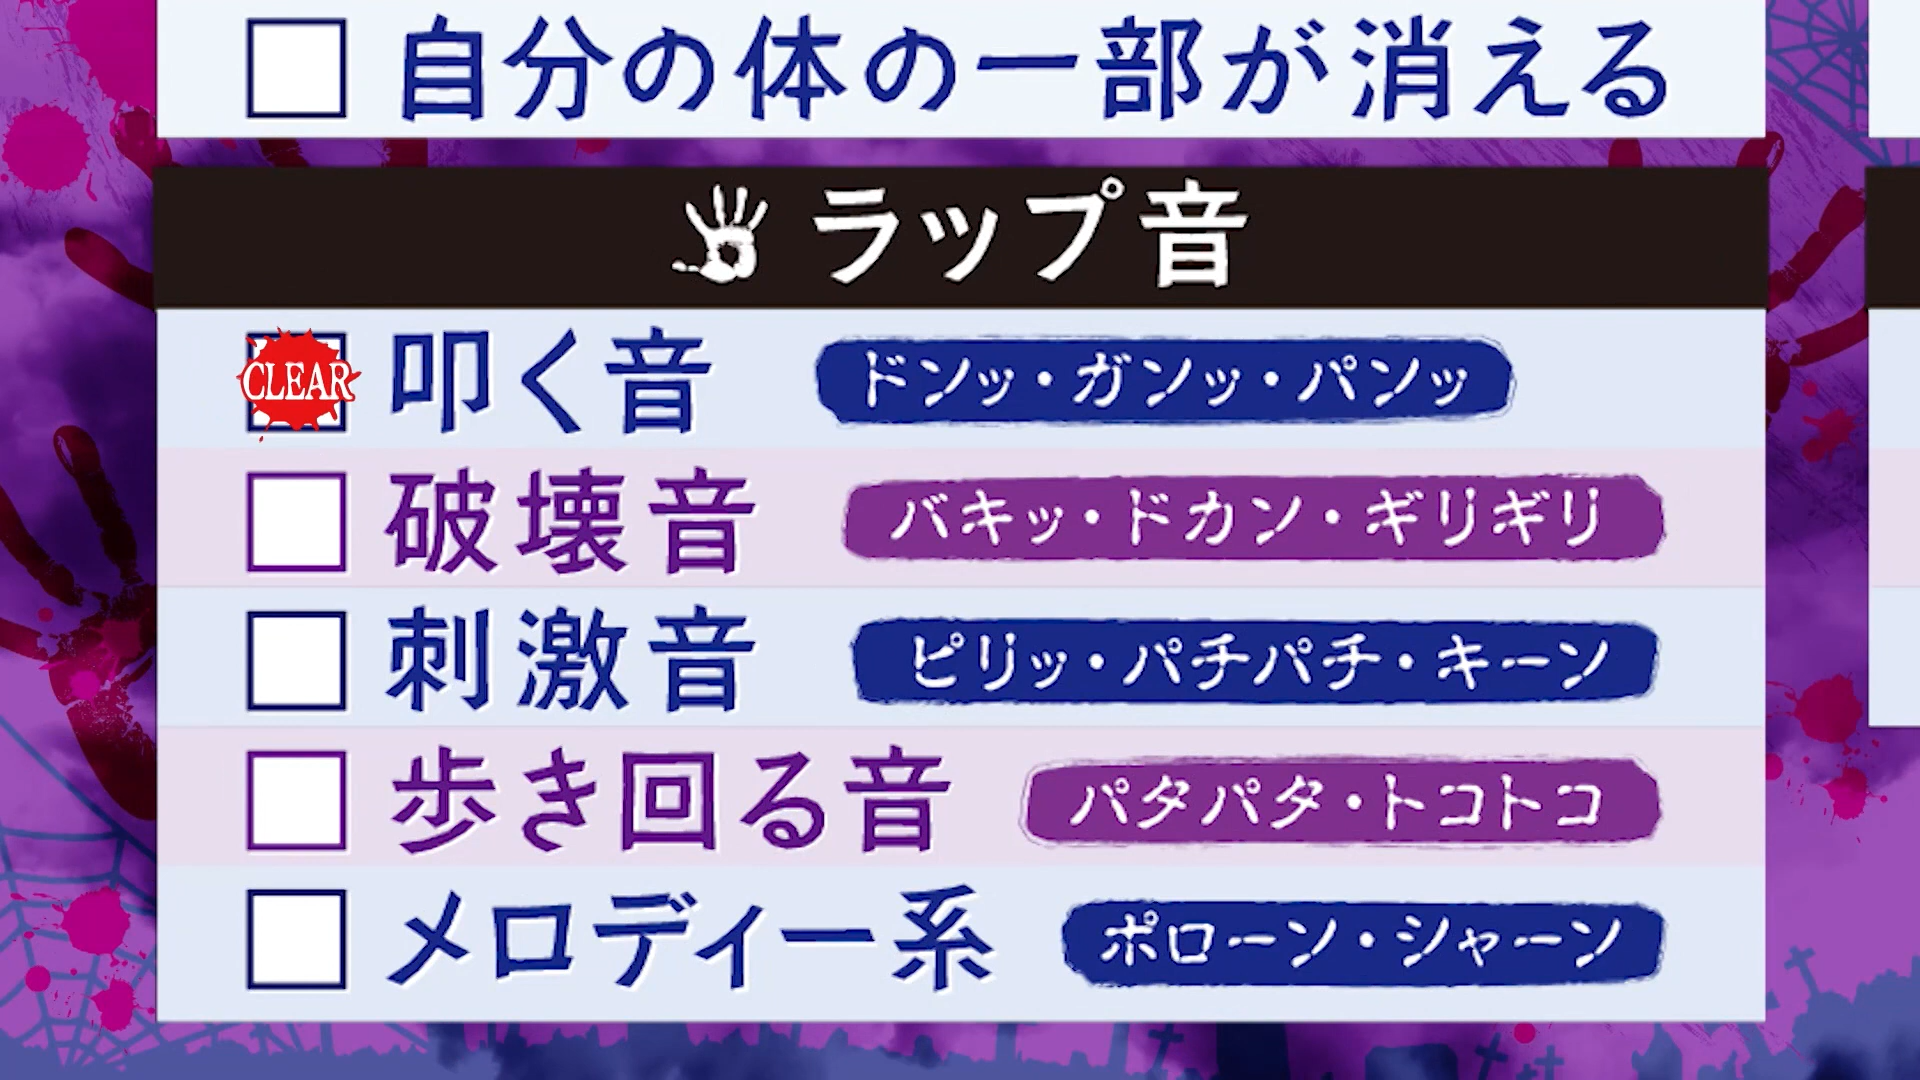 自分の体の一部が消える
ラップ音
CLEAR 叩く音 ドンッ・ガンッ・パンッ
破壊音 バキッ・ドカン・ギリギリ
刺激音 ピリッ・パチパチ・キーン
歩き回る音 パタパタ・トコトコ
メロディー系 ポローン・シャーン